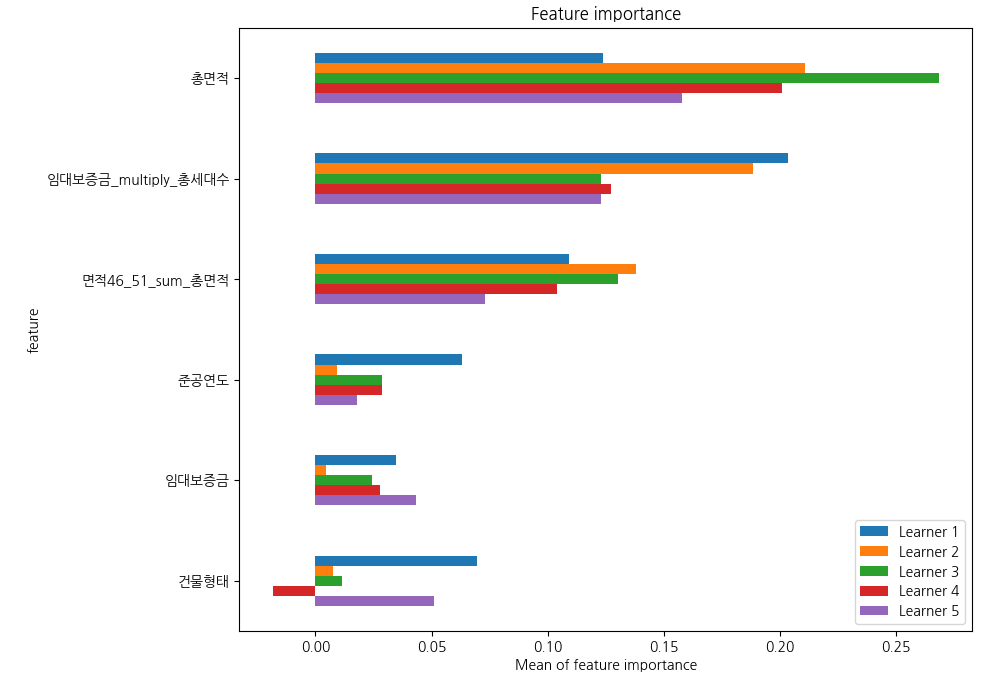 Feature importance
총면적
임대보증금_multiply_총세대수
면적46_51_sum_총면적
준공연도
임대보증금
건물형태
feature
Learner 1
Learner 2
Learner 3
Learner 4
Learner 5
0.00 0.05 0.10 0.15 0.20 0.25
Mean of feature importance